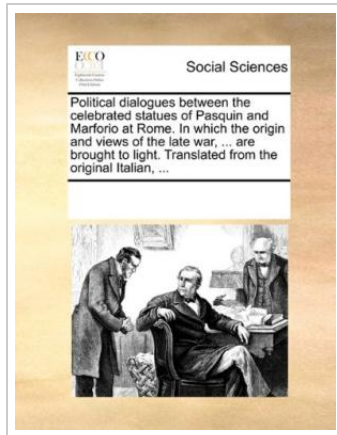 ECCO
Social Sciences
Political dialogues between the
celebrated statues of Pasquin and
Marforio at Rome. In which the origin
and views of the late war, ... are
brought to light. Translated from the
original Italian, ...